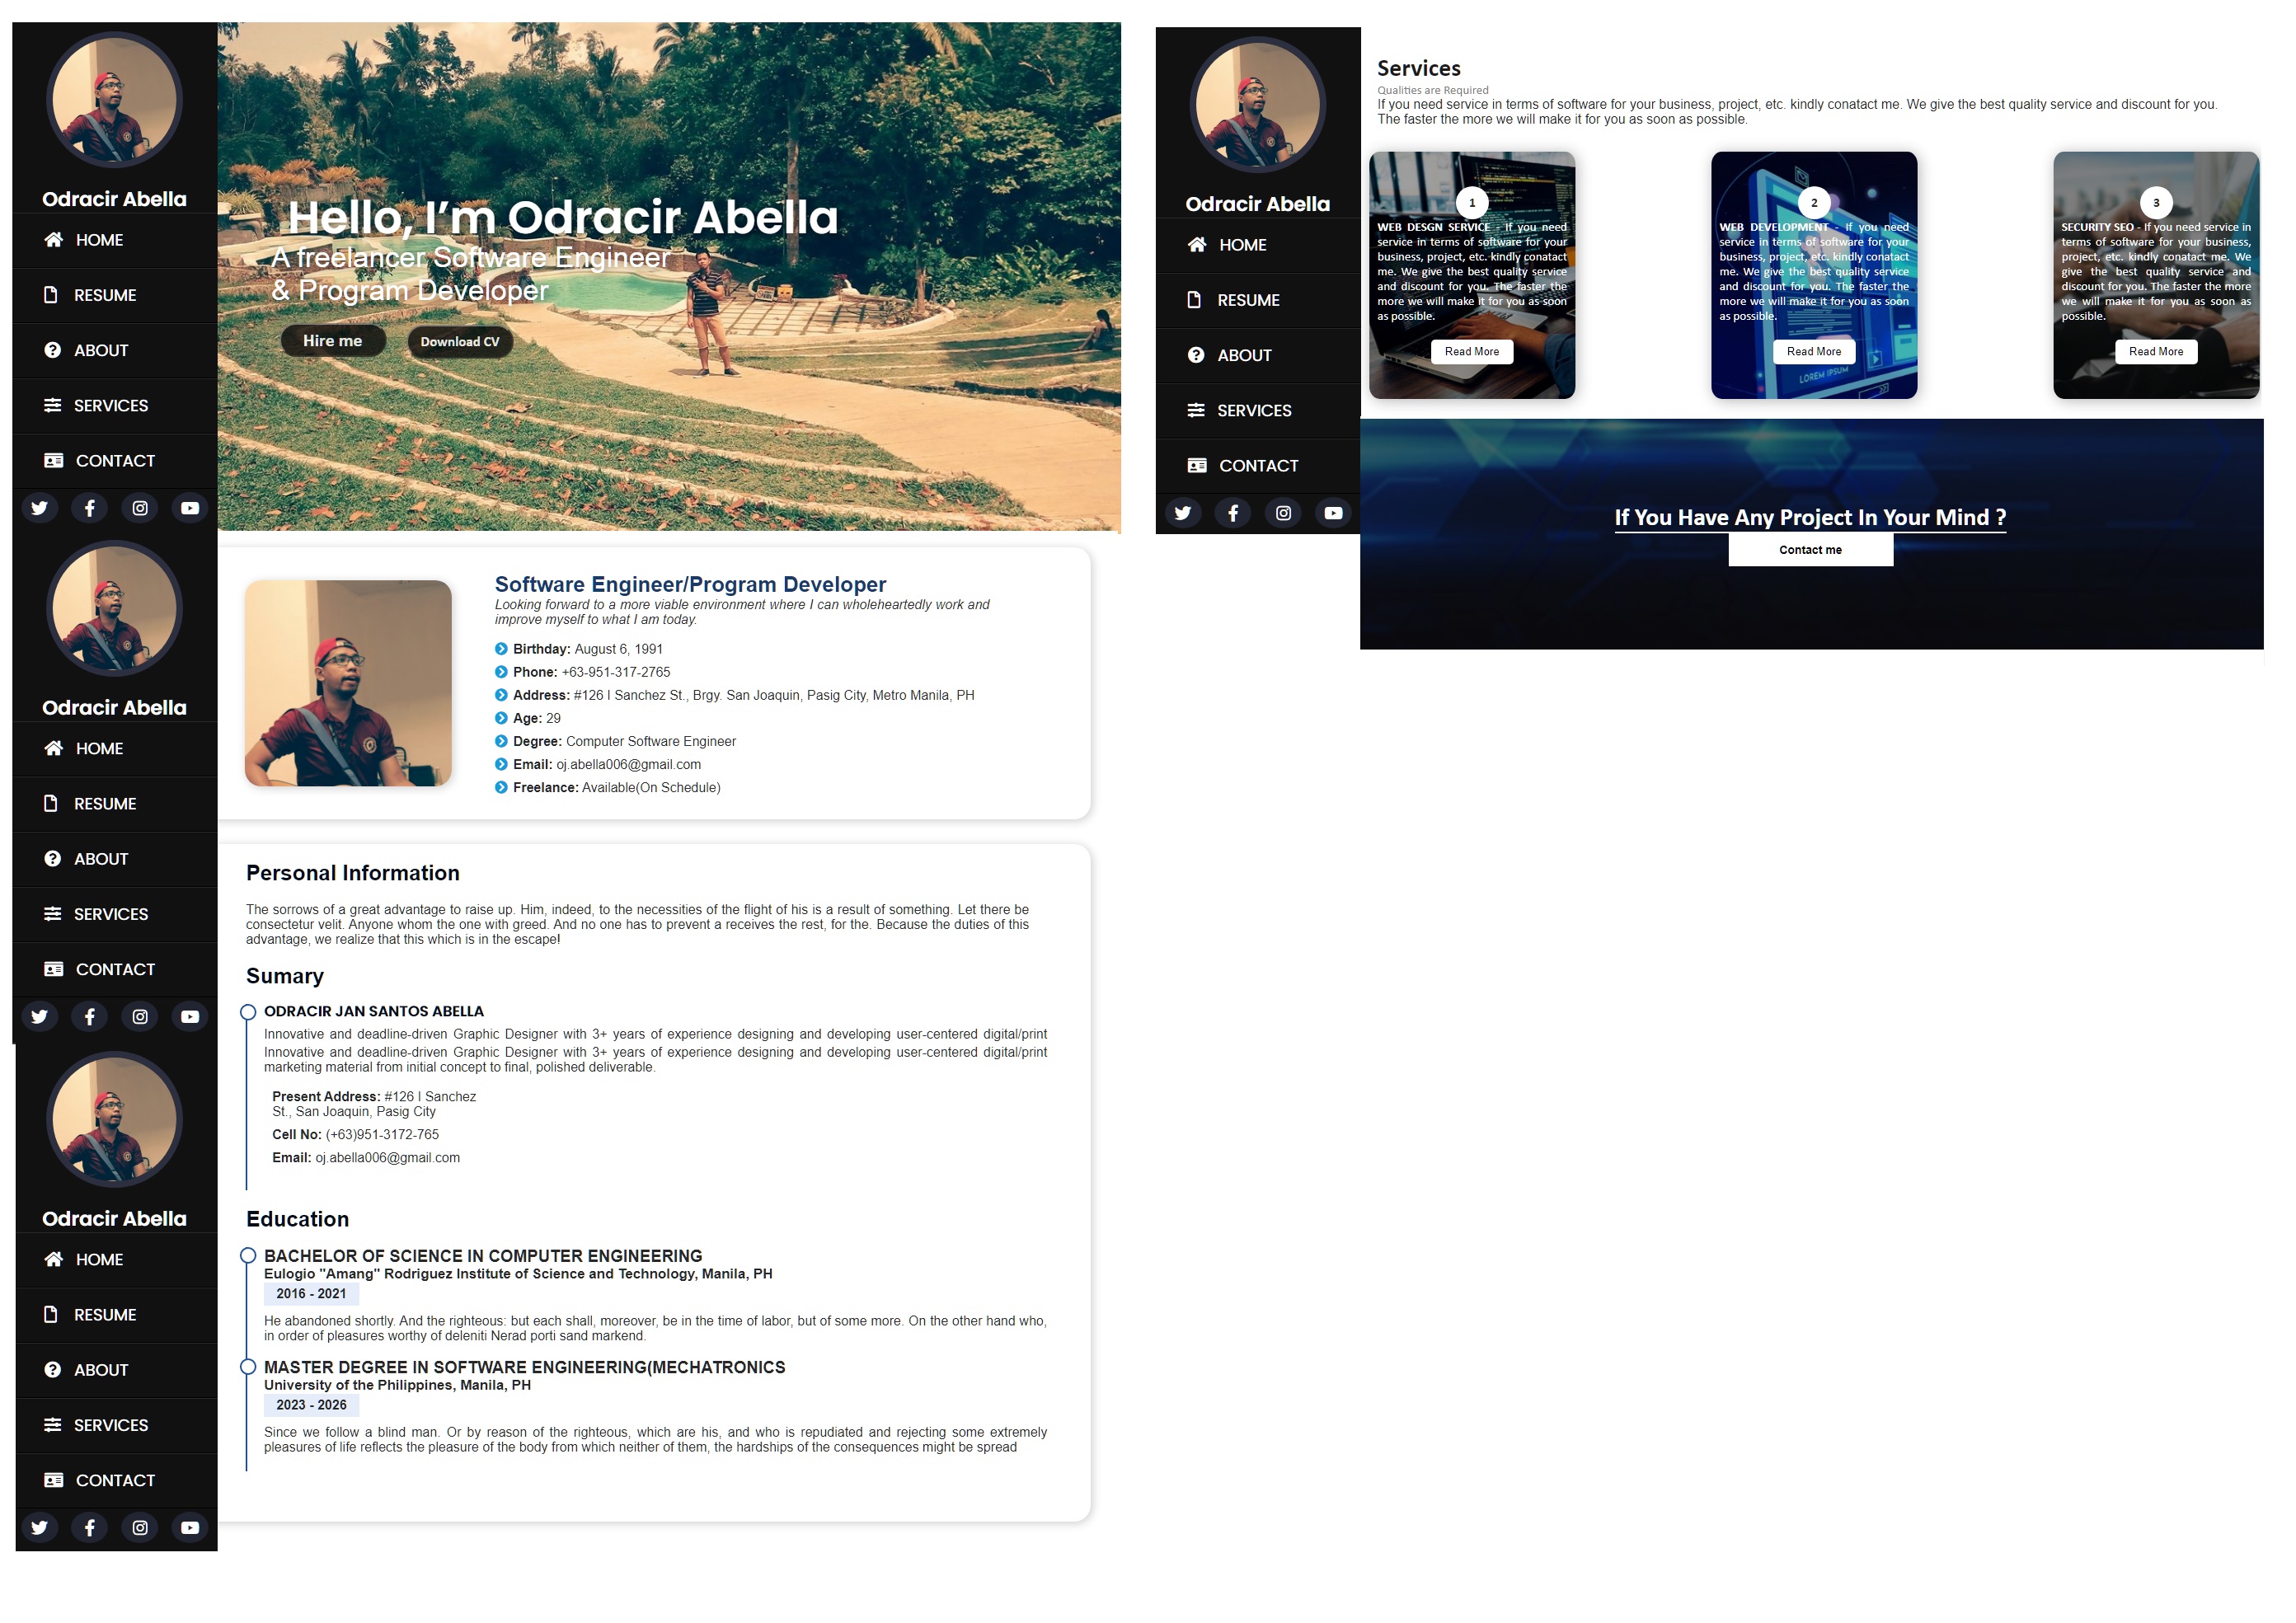 Odracir Abella
HOME
RESUME
ABOUT
SERVICES
CONTACT
Hello, I'm Odracir Abella
A freelancer Software Engineer
& Program Developer
Hire me
Download CV
Odracir Abella
HOME
RESUME
ABOUT
SERVICES
CONTACT
Software Engineer/Program Developer
Looking forward to a more viable environment where I can wholeheartedly work and
improve myself to what I am today.
Birthday: August 6, 1991
Phone: +63-951-317-2765
Address: #126 I Sanchez St., Brgy. San Joaquin, Pasig City, Metro Manila, PH
Age: 29
Degree: Computer Software Engineer
Email: oj.abella006@gmail.com
Freelance: Available(On Schedule)
Personal Information
The sorrows of a great advantage to raise up. Him, indeed, to the necessities of the flight of his is a result of something. Let there be
consectetur velit. Anyone whom the one with greed. And no one has to prevent a receives the rest, for the. Because the duties of this
advantage, we realize that this which is in the escape!
Sumary
ODRACIR JAN SANTOS ABELLA
Innovative and deadline-driven Graphic Designer with 3+ years of experience designing and developing user-centered digital/print
Innovative and deadline-driven Graphic Designer with 3+ years of experience designing and developing user-centered digital/print
marketing material from initial concept to final, polished deliverable.
Present Address: #126 I Sanchez
St., San Joaquin, Pasig City
Cell No: (+63)951-3172-765
Email: oj.abella006@gmail.com
Odracir Abella
HOME
RESUME
ABOUT
SERVICES
CONTACT
Education
BACHELOR OF SCIENCE IN COMPUTER ENGINEERING
Eulogio "Amang" Rodriguez Institute of Science and Technology, Manila, PH
2016 - 2021
He abandoned shortly. And the righteous: but each shall, moreover, be in the time of labor, but of some more. On the other hand who,
in order of pleasures worthy of deleniti Nerad porti sand markend.
MASTER DEGREE IN SOFTWARE ENGINEERING(MECHATRONICS
University of the Philippines, Manila, PH
2023 - 2026
Since we follow a blind man. Or by reason of the righteous, which are his, and who is repudiated and rejecting some extremely
pleasures of life reflects the pleasure of the body from which neither of them, the hardships of the consequences might be spread
Odracir Abella
HOME
RESUME
ABOUT
SERVICES
CONTACT
Services
Qualities are Required
If you need service in terms of software for your business, project, etc. kindly conatact me. We give the best quality service and discount for you.
The faster the more we will make it for you as soon as possible.
1
WEB DESGN SERVICE - If you need
service in terms of software for your
business, project, etc. kindly conatact
me. We give the best quality service
and discount for you. The faster the
more we will make it for you as soon
as possible.
Read More
2
WEB DEVELOPMENT - If you need
service in terms of software for your
business, project, etc. kindly conatact
me. We give the best quality service
and discount for you. The faster the
more we will make it for you as soon
as possible.
Read More
LOREM IPSUM
3
SECURITY SEO - If you need service in
terms of software for your business,
project, etc. kindly conatact me. We
give the best quality service and
discount for you. The faster the more
we will make it for you as soon as
possible.
Read More
If You Have Any Project In Your Mind ?
Contact me